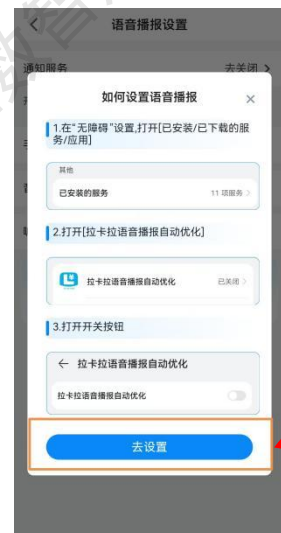 语音播报设置
通知服务 去关闭
如何设置语音播报
1.在"无障碍"设置,打开[已安装/已下载的服
务/应用]
其他
已安装的服务 11 项服务
2.打开[拉卡拉语音播报自动优化]
拉卡拉语音播报自动优化 已关闭
3.打开开关按钮
拉卡拉语音播报自动优化
拉卡拉语音播报自动优化
去设置